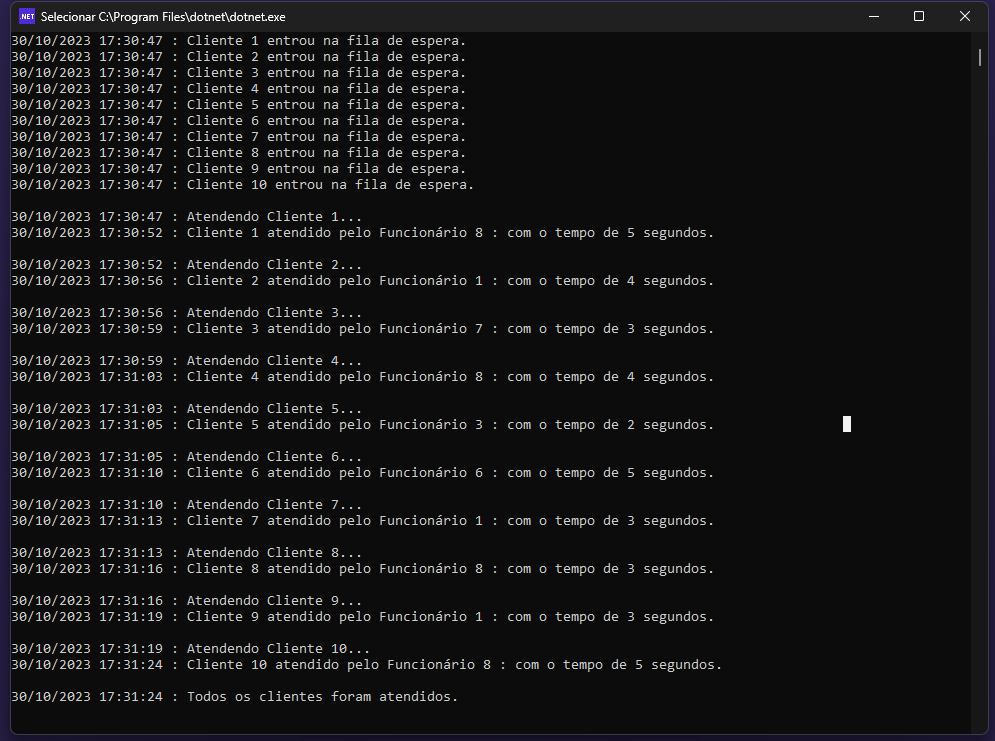 .NET Selecionar C:\Program Files\dotnet\dotnet.exe
30/10/2023 17:30:47 : Cliente 1 entrou na fila de espera.
30/10/2023 17:30:47 : Cliente 2 entrou na fila de espera.
30/10/2023 17:30:47 : Cliente 3 entrou na fila de espera.
30/10/2023 17:30:47 : Cliente 4 entrou na fila de espera.
30/10/2023 17:30:47 : Cliente 5 entrou na fila de espera.
30/10/2023 17:30:47 : Cliente 6 entrou na fila de espera.
30/10/2023 17:30:47 : Cliente 7 entrou na fila de espera.
30/10/2023 17:30:47 : Cliente 8 entrou na fila de espera.
30/10/2023 17:30:47 : Cliente 9 entrou na fila de espera.
30/10/2023 17:30:47 : Cliente 10 entrou na fila de espera.
30/10/2023 17:30:47 : Atendendo Cliente 1...
30/10/2023 17:30:52 : Cliente 1 atendido pelo Funcionário 8 : com o tempo de 5 segundos.
30/10/2023 17:30:52 : Atendendo Cliente 2...
30/10/2023 17:30:56 : Cliente 2 atendido pelo Funcionário 1 : com o tempo de 4 segundos.
30/10/2023 17:30:56 : Atendendo Cliente 3...
30/10/2023 17:30:59 : Cliente 3 atendido pelo Funcionário 7 : com o tempo de 3 segundos.
30/10/2023 17:30:59 : Atendendo Cliente 4...
30/10/2023 17:31:03 : Cliente 4 atendido pelo Funcionário 8 : com o tempo de 4 segundos.
30/10/2023 17:31:03 : Atendendo Cliente 5...
30/10/2023 17:31:05 : Cliente 5 atendido pelo Funcionário 3 : com o tempo de 2 segundos.
30/10/2023 17:31:05 : Atendendo Cliente 6...
30/10/2023 17:31:10 : Cliente 6 atendido pelo Funcionário 6 : com o tempo de 5 segundos.
30/10/2023 17:31:10 : Atendendo Cliente 7...
30/10/2023 17:31:13 : Cliente 7 atendido pelo Funcionário 1 : com o tempo de 3 segundos.
30/10/2023 17:31:13 : Atendendo Cliente 8...
30/10/2023 17:31:16 : Cliente 8 atendido pelo Funcionário 8 : com o tempo de 3 segundos.
30/10/2023 17:31:16 : Atendendo Cliente 9...
30/10/2023 17:31:19 : Cliente 9 atendido pelo Funcionário 1 : com o tempo de 3 segundos.
30/10/2023 17:31:19 : Atendendo Cliente 10...
30/10/2023 17:31:24 : Cliente 10 atendido pelo Funcionário 8 : com o tempo de 5 segundos.
30/10/2023 17:31:24 : Todos os clientes foram atendidos.